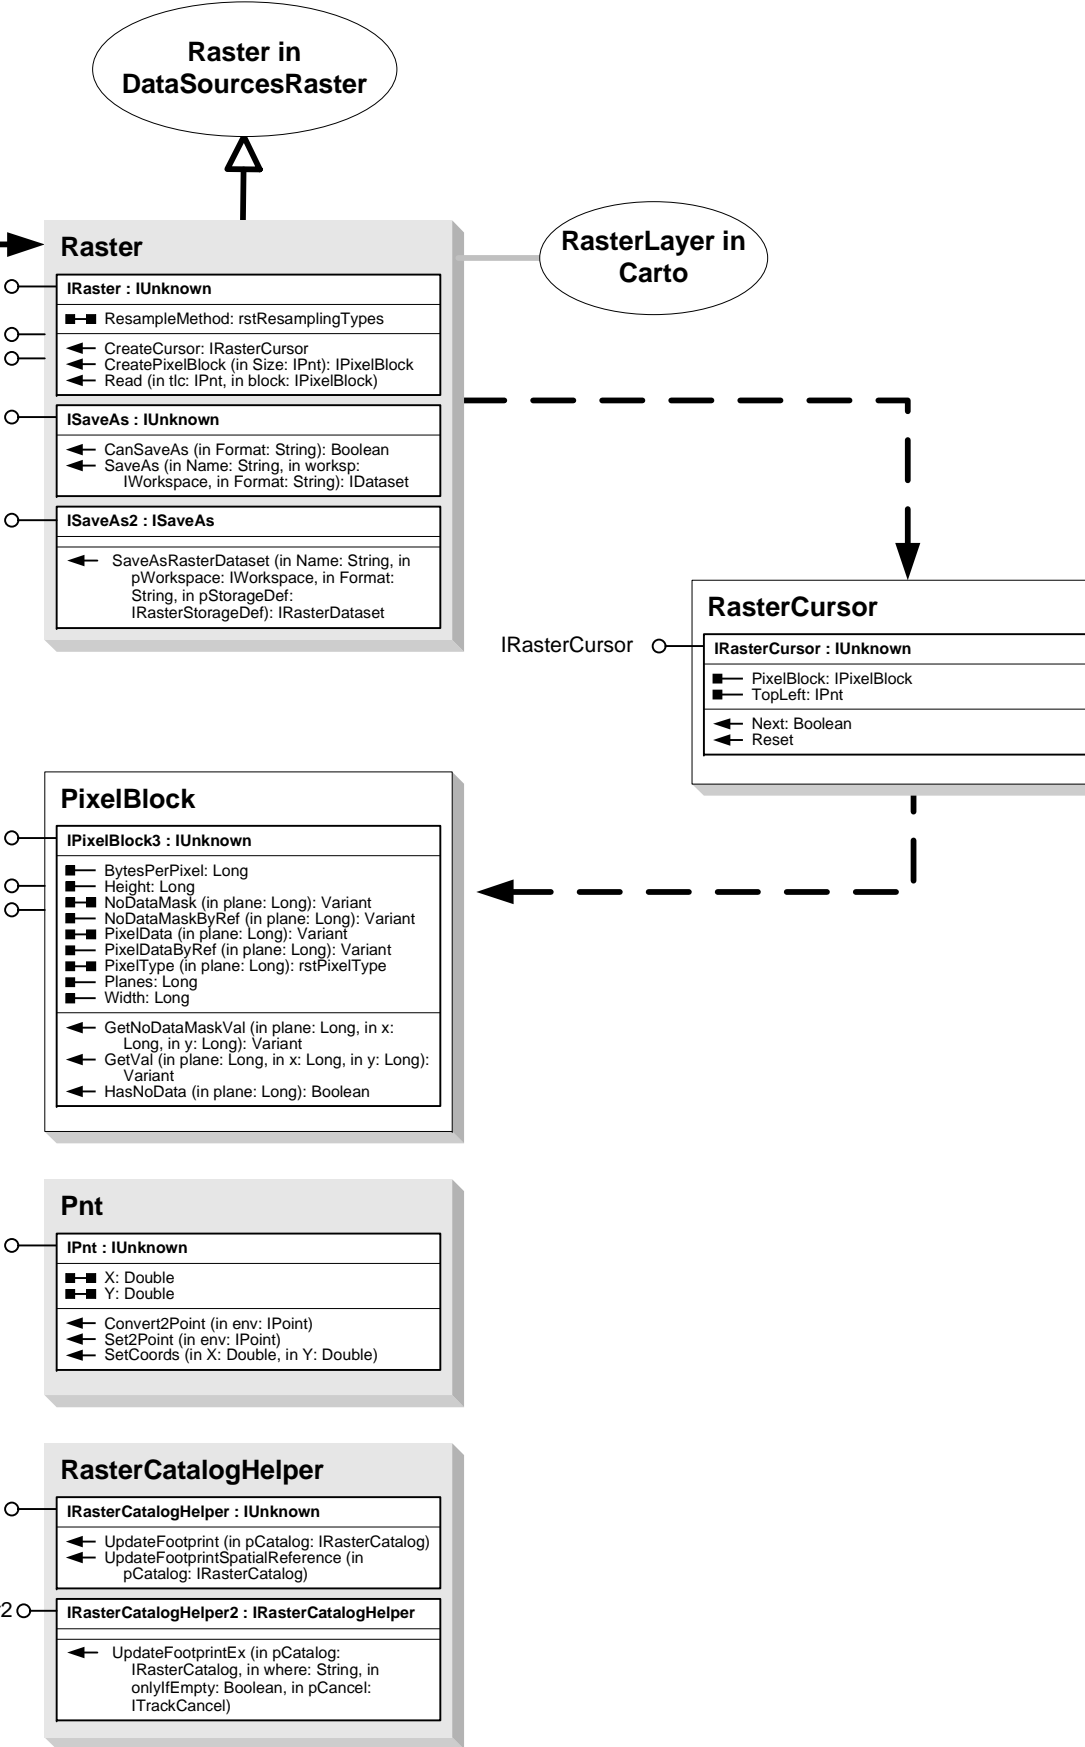 Raster in
DataSourcesRaster
RasterLayer in
Carto
Raster
IRaster : IUnknown
ResampleMethod: rstResamplingTypes
CreateCursor: IRasterCursor
CreatePixelBlock (in Size: IPnt): IPixelBlock
Read (in tlc: IPnt, in block: IPixelBlock)
ISaveAs : IUnknown
CanSaveAs (in Format: String): Boolean
SaveAs (in Name: String, in worksp:
IWorkspace, in Format: String): IDataset
ISaveAs2 : ISaveAs
SaveAsRasterDataset (in Name: String, in
pWorkspace: IWorkspace, in Format:
String, in pStorageDef:
IRasterStorageDef): IRasterDataset
RasterCursor
IRasterCursor
IRasterCursor : IUnknown
PixelBlock: IPixelBlock
TopLeft: IPnt
Next: Boolean
Reset
PixelBlock
IPixelBlock3 : IUnknown
BytesPerPixel: Long
Height: Long
NoDataMask (in plane: Long): Variant
NoDataMaskByRef (in plane: Long): Variant
PixelData (in plane: Long): Variant
PixelDataByRef (in plane: Long): Variant
PixelType (in plane: Long): rstPixelType
Planes: Long
Width: Long
GetNoDataMaskVal (in plane: Long, in x:
Long, in y: Long): Variant
GetVal (in plane: Long, in x: Long, in y: Long):
Variant
HasNoData (in plane: Long): Boolean
Pnt
IPnt : IUnknown
X: Double
Y: Double
Convert2Point (in env: IPoint)
Set2Point (in env: IPoint)
SetCoords (in X: Double, in Y: Double)
RasterCatalogHelper
IRasterCatalogHelper : IUnknown
UpdateFootprint (in pCatalog: IRasterCatalog)
UpdateFootprintSpatialReference (in
pCatalog: IRasterCatalog)
2
IRasterCatalogHelper2 : IRasterCatalogHelper
UpdateFootprintEx (in pCatalog:
IRasterCatalog, in where: String, in
onlyIfEmpty: Boolean, in pCancel:
ITrackCancel)